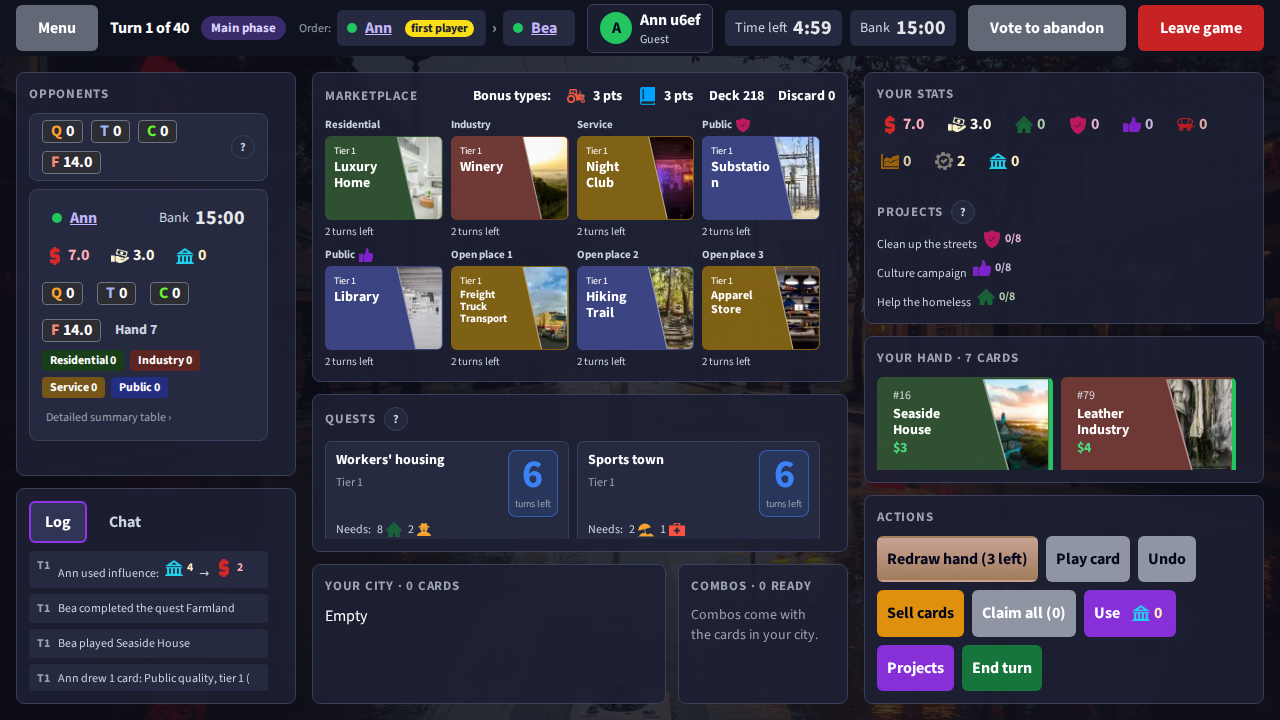 Menu
Turn 1 of 40
Main phase
Order:
Ann
first player
›
Bea
A
Ann u6ef
Guest
Time left 4:59
Bank 15:00
Vote to abandon
Leave game
OPPONENTS
Q 0
T 0
C 0
F 14.0
?
Ann
Bank 15:00
7.0
3.0
0
Q 0
T 0
C 0
F 14.0
Hand 7
Residential 0
Industry 0
Service 0
Public 0
Detailed summary table ›
Log
Chat
T1 Ann used influence: 4 → 2
T1 Bea completed the quest Farmland
T1 Bea played Seaside House
T1 Ann drew 1 card: Public quality, tier 1 (
MARKETPLACE
Bonus types:
3 pts
3 pts
Deck 218
Discard 0
Residential
Tier 1
Luxury
Home
2 turns left
Industry
Tier 1
Winery
2 turns left
Service
Tier 1
Night
Club
2 turns left
Public
Tier 1
Substatio
n
2 turns left
Public
Tier 1
Library
2 turns left
Open place 1
Tier 1
Freight
Truck
Transport
2 turns left
Open place 2
Tier 1
Hiking
Trail
2 turns left
Open place 3
Tier 1
Apparel
Store
2 turns left
QUESTS
?
Workers' housing
Tier 1
6
turns left
Needs: 8 2
Sports town
Tier 1
6
turns left
Needs: 2 1
YOUR CITY · 0 CARDS
Empty
COMBOS · 0 READY
Combos come with
the cards in your city.
YOUR STATS
$ 7.0
3.0
0
0
0
0
0
2
0
PROJECTS
?
Clean up the streets 0/8
Culture campaign 0/8
Help the homeless 0/8
YOUR HAND · 7 CARDS
#16
Seaside
House
$3
#79
Leather
Industry
$4
ACTIONS
Redraw hand (3 left)
Play card
Undo
Sell cards
Claim all (0)
Use 0
Projects
End turn